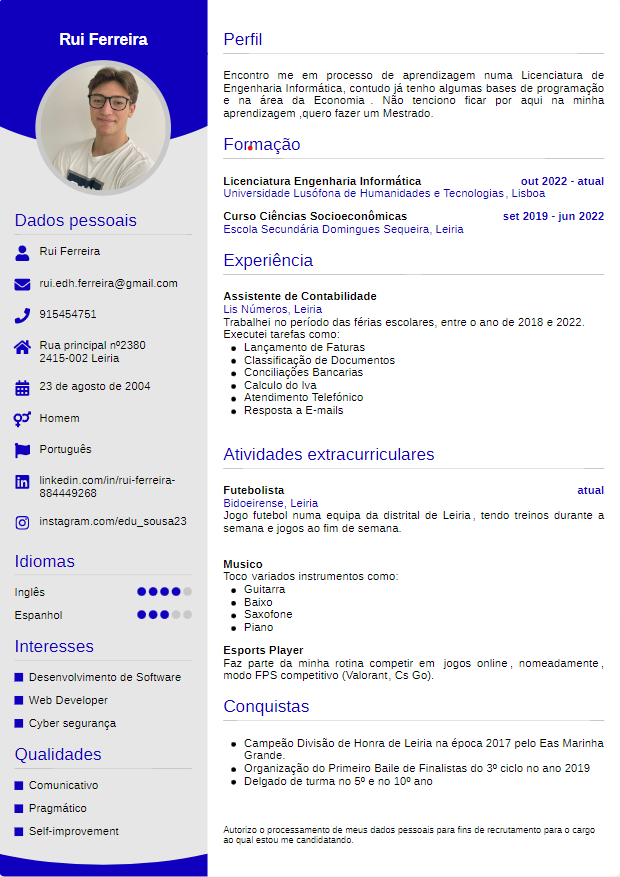 Rui Ferreira
Dados pessoais
Rui Ferreira
rui.edh.ferreira@gmail.com
915454751
Rua principal nº2380
2415-002 Leiria
23 de agosto de 2004
Homem
Português
linkedin.com/in/rui-ferreira-
884449268
instagram.com/edu_sousa23
Idiomas
Inglês
Espanhol
Interesses
Desenvolvimento de Software
Web Developer
Cyber segurança
Qualidades
Comunicativo
Pragmático
Self-improvement
Perfil
Encontro me em processo de aprendizagem numa Licenciatura de
Engenharia Informática, contudo já tenho algumas bases de programação
e na área da Economia . Não tenciono ficar por aqui na minha
aprendizagem ,quero fazer um Mestrado.
Formação
Licenciatura Engenharia Informática out 2022 - atual
Universidade Lusófona de Humanidades e Tecnologias, Lisboa
Curso Ciências Socioeconômicas set 2019 - jun 2022
Escola Secundária Domingues Sequeira, Leiria
Experiência
Assistente de Contabilidade
Lis Números, Leiria
Trabalhei no período das férias escolares, entre o ano de 2018 e 2022.
Executei tarefas como:
Lançamento de Faturas
Classificação de Documentos
Conciliações Bancarias
Calculo do Iva
Atendimento Telefónico
Resposta a E-mails
Atividades extracurriculares
Futebolista atual
Bidoeirense, Leiria
Jogo futebol numa equipa da distrital de Leiria, tendo treinos durante a
semana e jogos ao fim de semana.
Musico
Toco variados instrumentos como:
Guitarra
Baixo
Saxofone
Piano
Esports Player
Faz parte da minha rotina competir em jogos online, nomeadamente,
modo FPS competitivo (Valorant, Cs Go).
Conquistas
Campeão Divisão de Honra de Leiria na época 2017 pelo Eas Marinha
Grande.
Organização do Primeiro Baile de Finalistas do 3º ciclo no ano 2019
Delgado de turma no 5º e no 10º ano
Autorizo o processamento de meus dados pessoais para fins de recrutamento para o cargo
ao qual estou me candidatando.